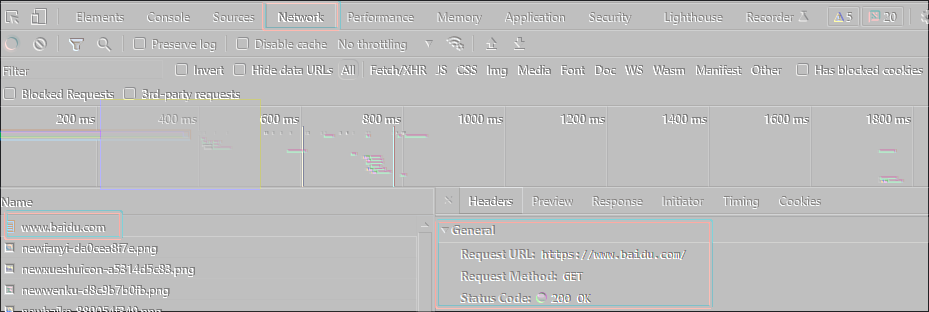 Elements Console Sources Network Performance Memory Application Security Lighthouse Recorder 5 20
Preserve log Disable cache No throttling
Filter Invert Hide data URLs All Fetch/XHR JS CSS Img Media Font Doc WS Wasm Manifest Other Has blocked cookies
Blocked Requests 3rd-party requests
200 ms 400 ms 600 ms 800 ms 1000 ms 1200 ms 1400 ms 1600 ms 1800 ms
Name
× Headers Preview Response Initiator Timing Cookies
www.baidu.com
General
newfanyi-da0cea8f7e.png
Request URL: https://www.baidu.com/
newxueshuicon-a5314d5c83.png
Request Method: GET
newwenku-d8c9b7b0fb.png
Status Code: 200 OK